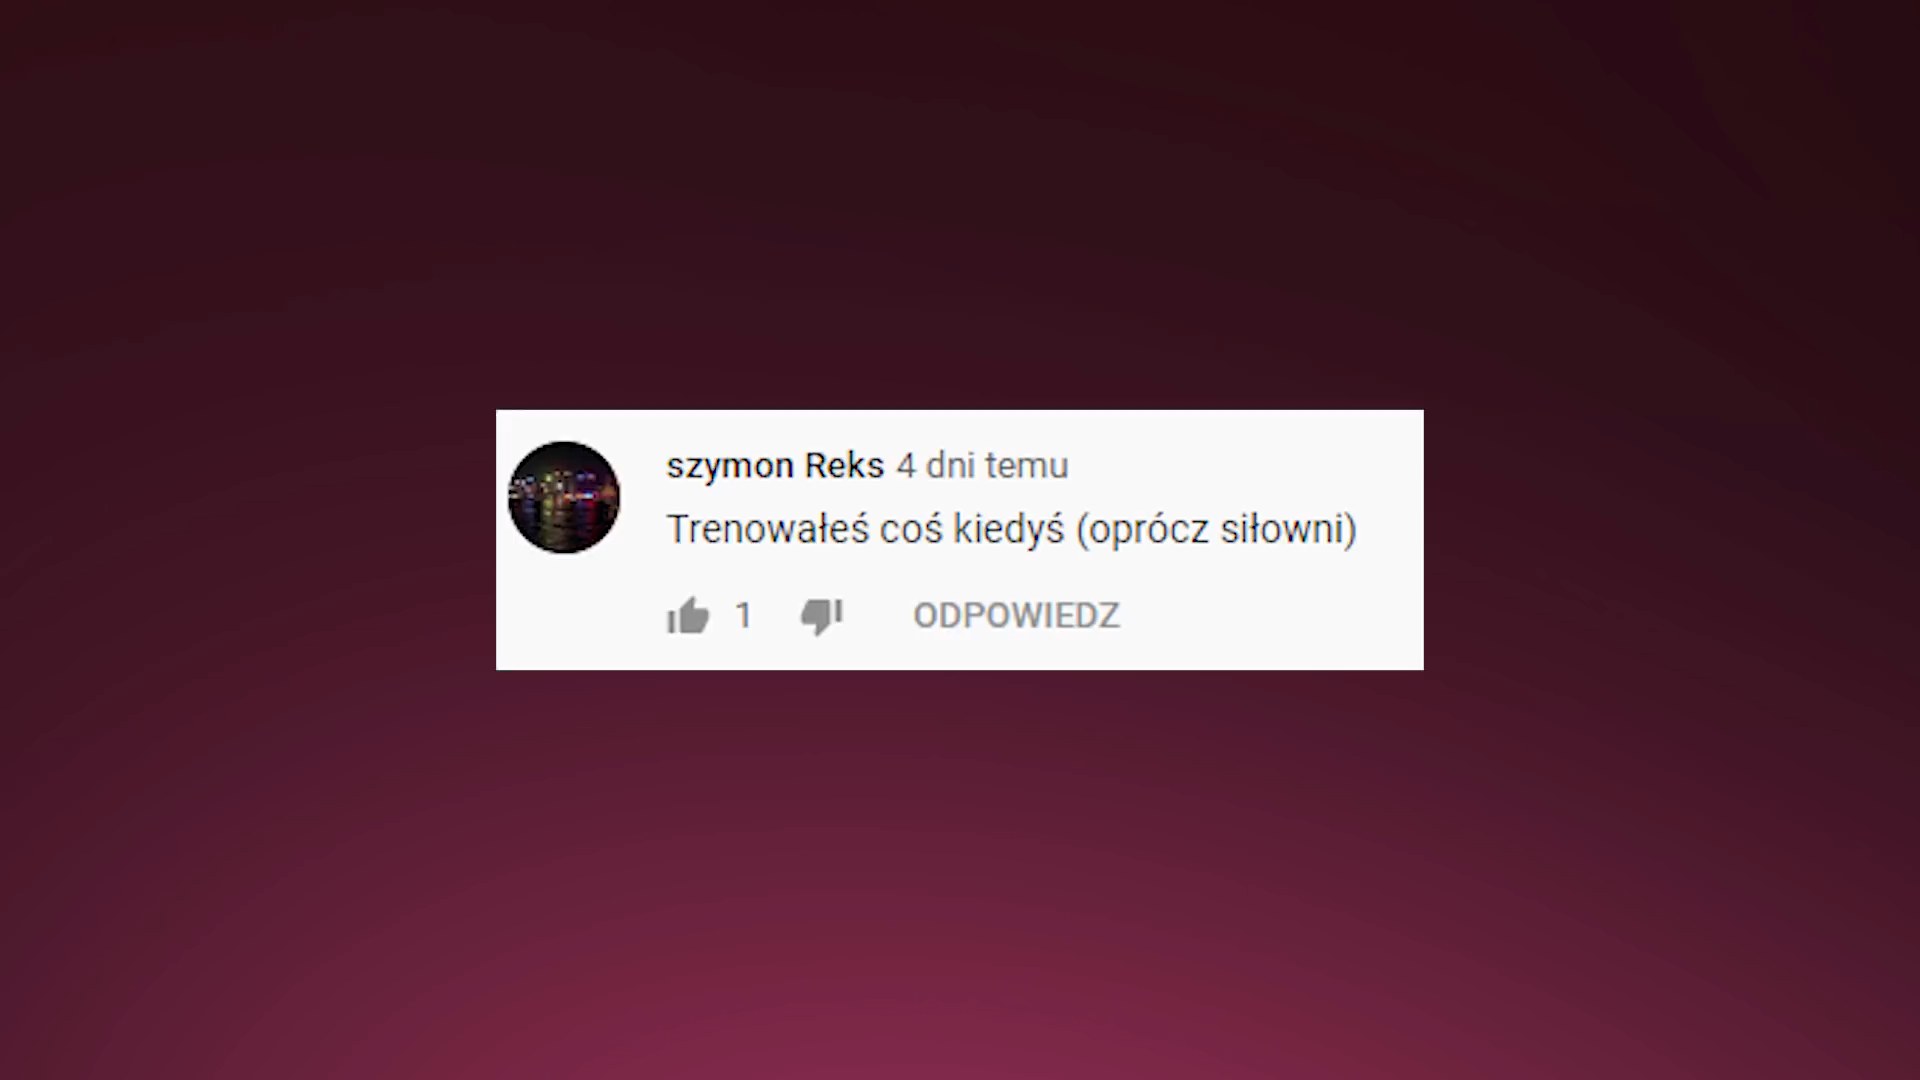 szymon Reks 4 dni temu
Trenowałeś coś kiedyś (oprócz siłowni)
1 ODPOWIEDZ